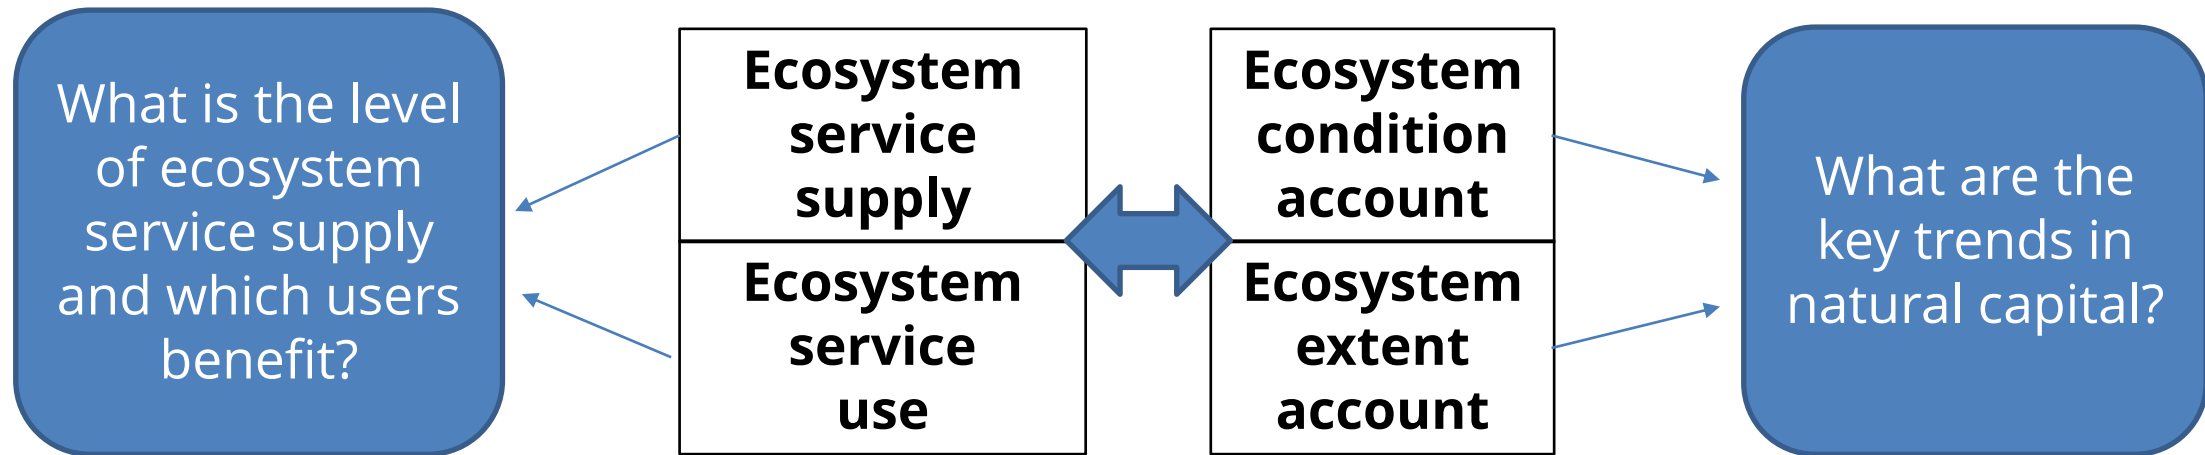 What is the level
of ecosystem
service supply
and which users
benefit?
Ecosystem
service
supply
Ecosystem
service
use
Ecosystem
condition
account
Ecosystem
extent
account
What are the
key trends in
natural capital?